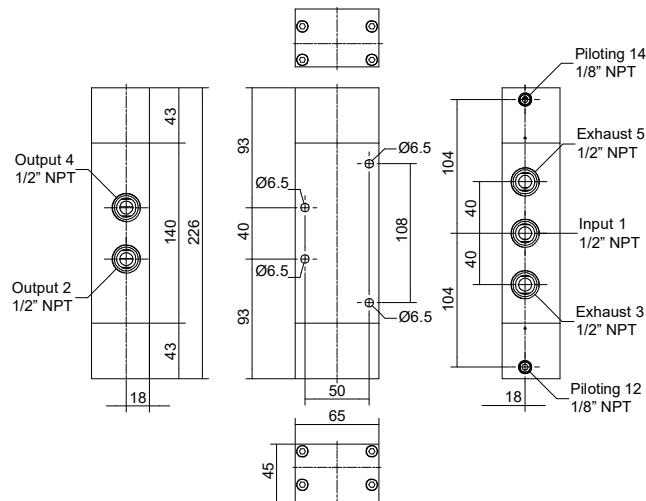 43
140
226
43
18
Output 4
1/2” NPT
Output 2
1/2” NPT
93
40
93
Ø6.5
Ø6.5
Ø6.5
Ø6.5
108
50
65
45
Piloting 14
1/8” NPT
Exhaust 5
1/2” NPT
Input 1
1/2” NPT
Exhaust 3
1/2” NPT
Piloting 12
1/8” NPT
104
40
40
104
18